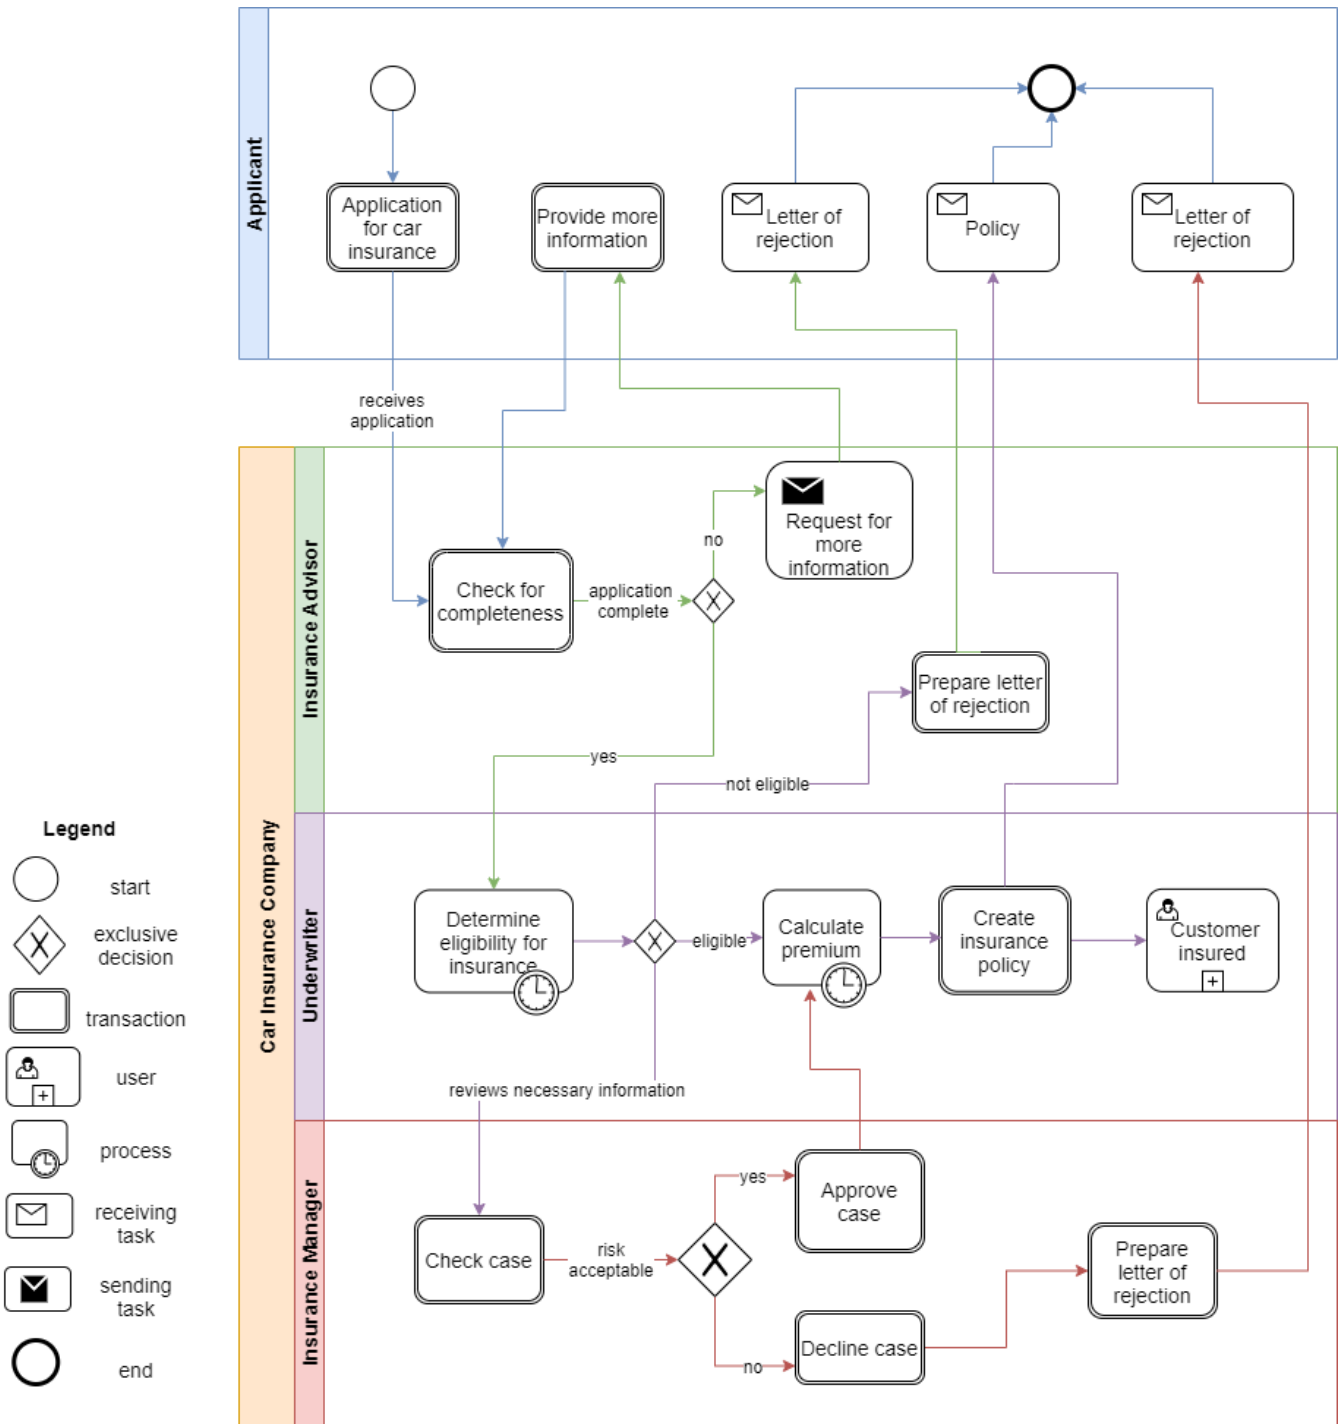 Applicant
Application
for car
insurance
Provide more
information
Letter of
rejection
Policy
Letter of
rejection
receives
application
Car Insurance Company
Insurance Advisor
Check for
completeness
application
complete
no
Request for
more
information
yes
Prepare letter
of rejection
not eligible
Underwriter
Determine
eligibility for
insurance
eligible
Calculate
premium
Create
insurance
policy
Customer
insured
reviews necessary information
Insurance Manager
Check case
risk
acceptable
yes
Approve
case
no
Decline case
Prepare
letter of
rejection
Legend
start
exclusive
decision
transaction
user
process
receiving
task
sending
task
end